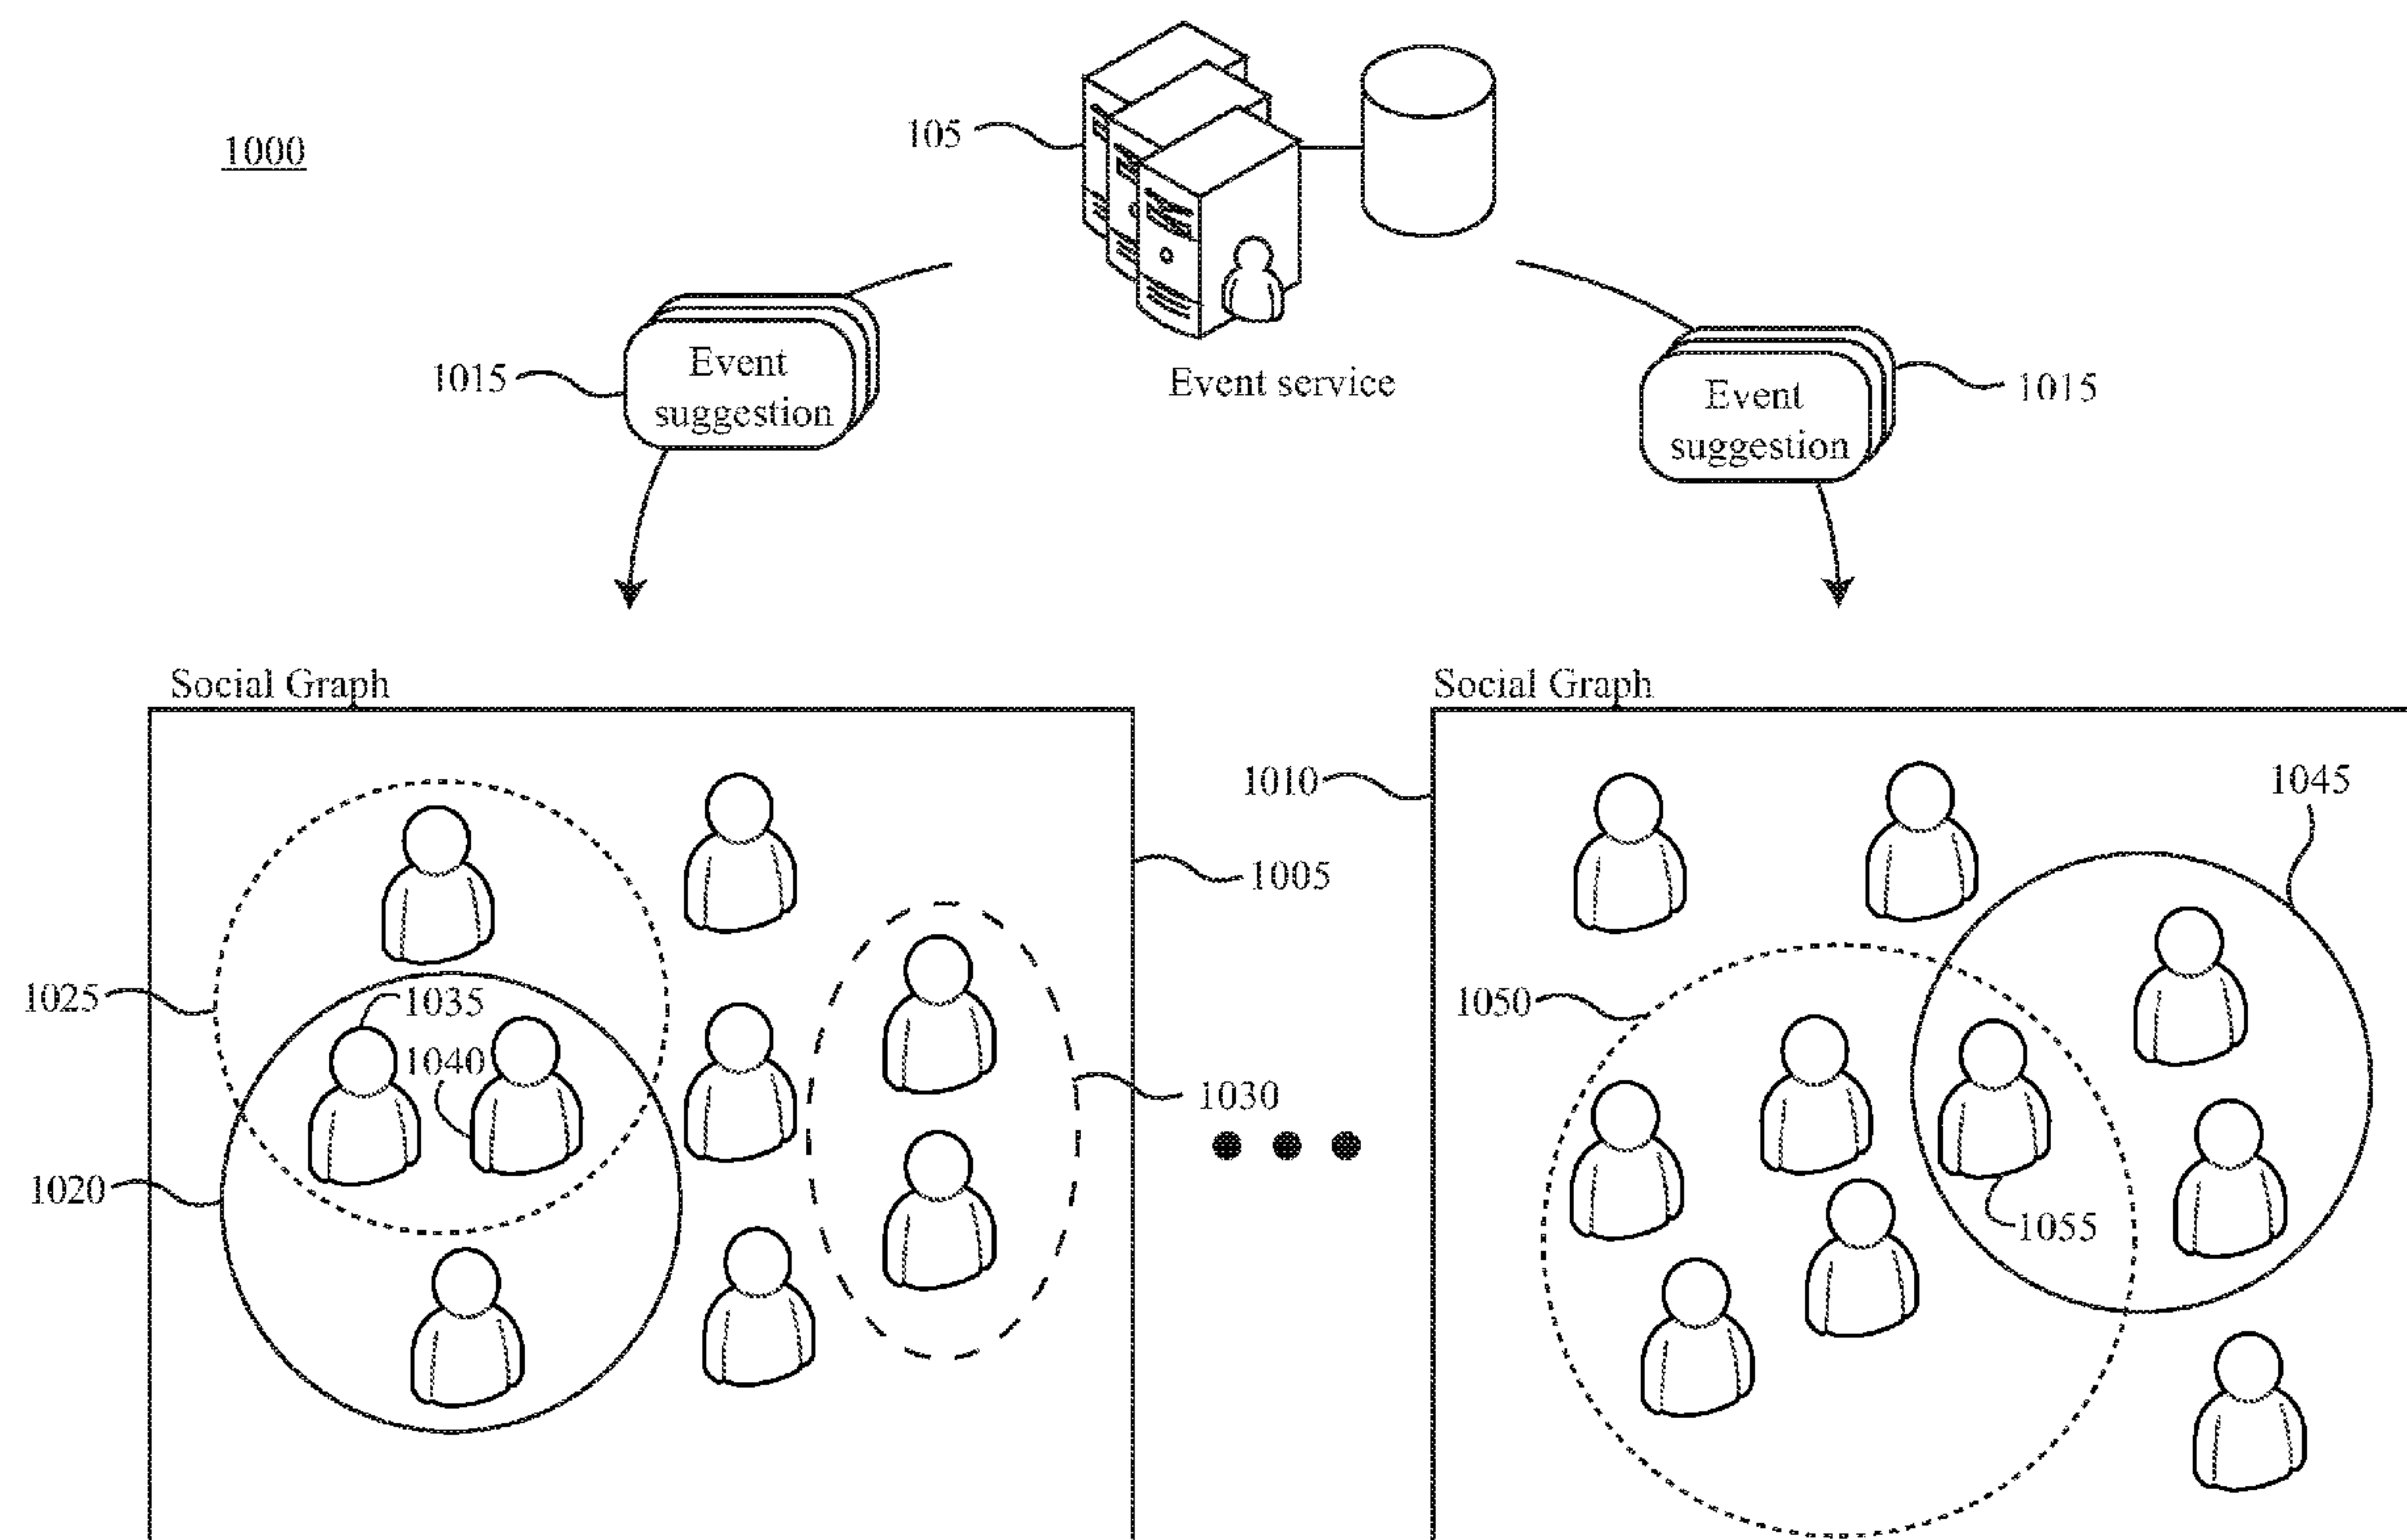 1000
105
Event service
1015
Event
suggestion
Event
suggestion
1015
Social Graph
Social Graph
1010
1045
1005
1025
1035
1050
1040
1030
1020
1055